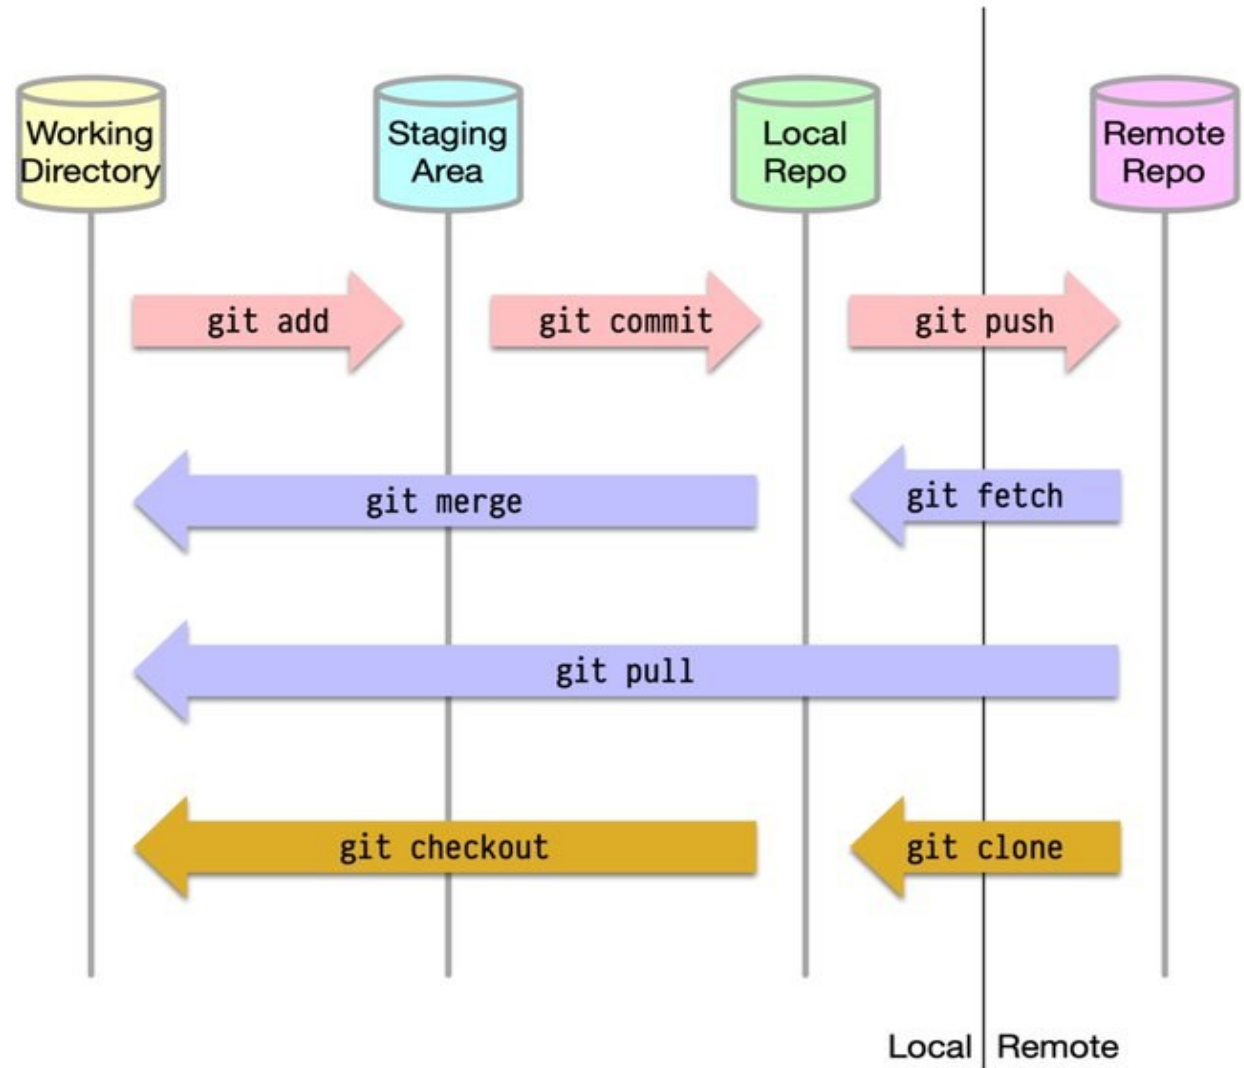 Working
Directory
Staging
Area
Local
Repo
Remote
Repo
git add
git commit
git push
git merge
git fetch
git pull
git checkout
git clone
Local
Remote